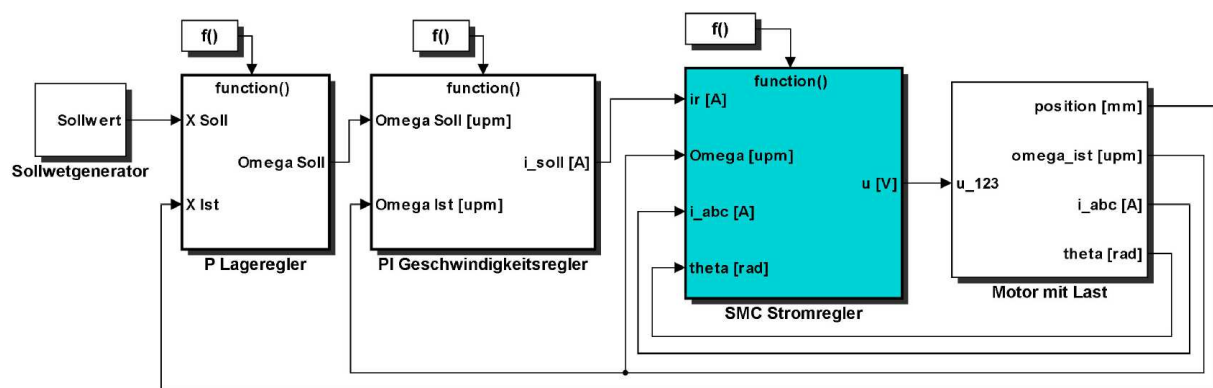 f()
f()
f()
function()
function()
function()
Sollwert
Sollwetgenerator
X Soll
Omega Soll
X Ist
P Lageregler
Omega Soll [upm]
i_soll [A]
Omega Ist [upm]
PI Geschwindigkeitsregler
ir [A]
Omega [upm]
u [V]
i_abc [A]
theta [rad]
SMC Stromregler
position [mm]
omega_ist [upm]
u_123
i_abc [A]
theta [rad]
Motor mit Last